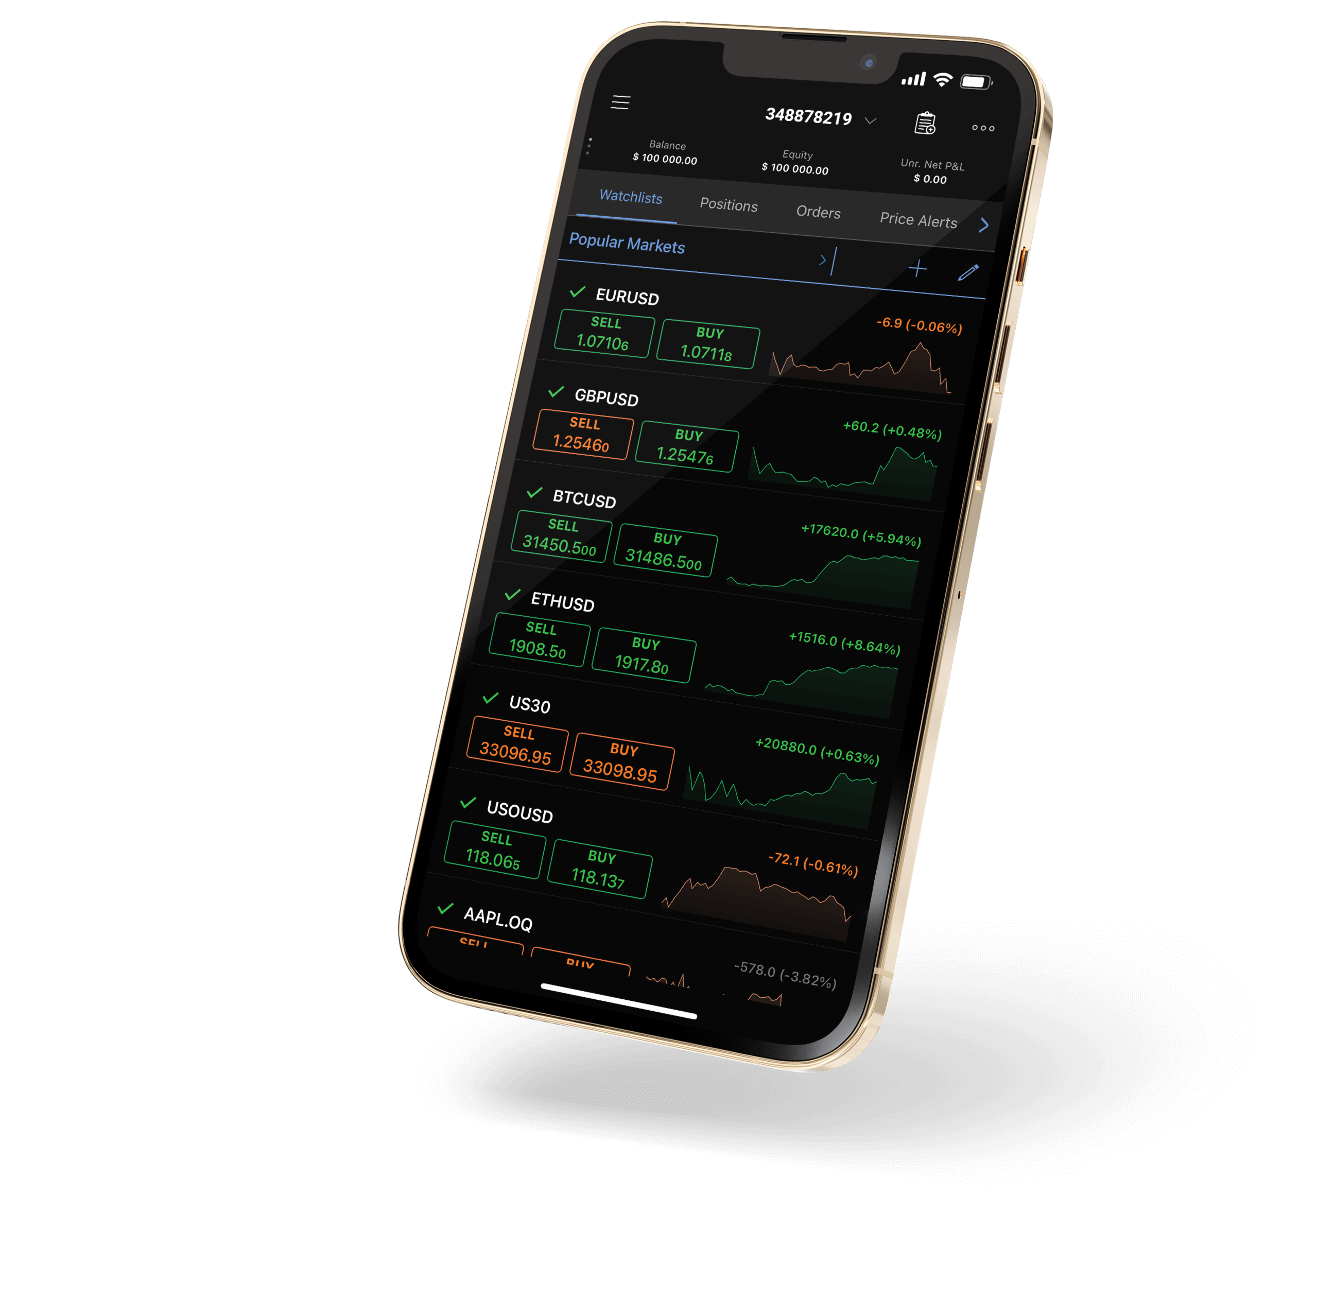 348878219
Balance Equity Unr. Net P&L
$ 100 000.00 $ 100 000.00 $ 0.00
Watchlists Positions Orders Price Alerts
Popular Markets
EURUSD
-6.9 (-0.06%)
SELL BUY
1.07106 1.07118
GBPUSD
+60.2 (+0.48%)
SELL BUY
1.25460 1.25476
BTCUSD
+17620.0 (+5.94%)
SELL BUY
31450.500 31486.500
ETHUSD
+1516.0 (+8.64%)
SELL BUY
1908.50 1917.80
US30
+20880.0 (+0.63%)
SELL BUY
33096.95 33098.95
USOUSD
-72.1 (-0.61%)
SELL BUY
118.065 118.137
AAPL.OQ
-578.0 (-3.82%)
SELL BUY